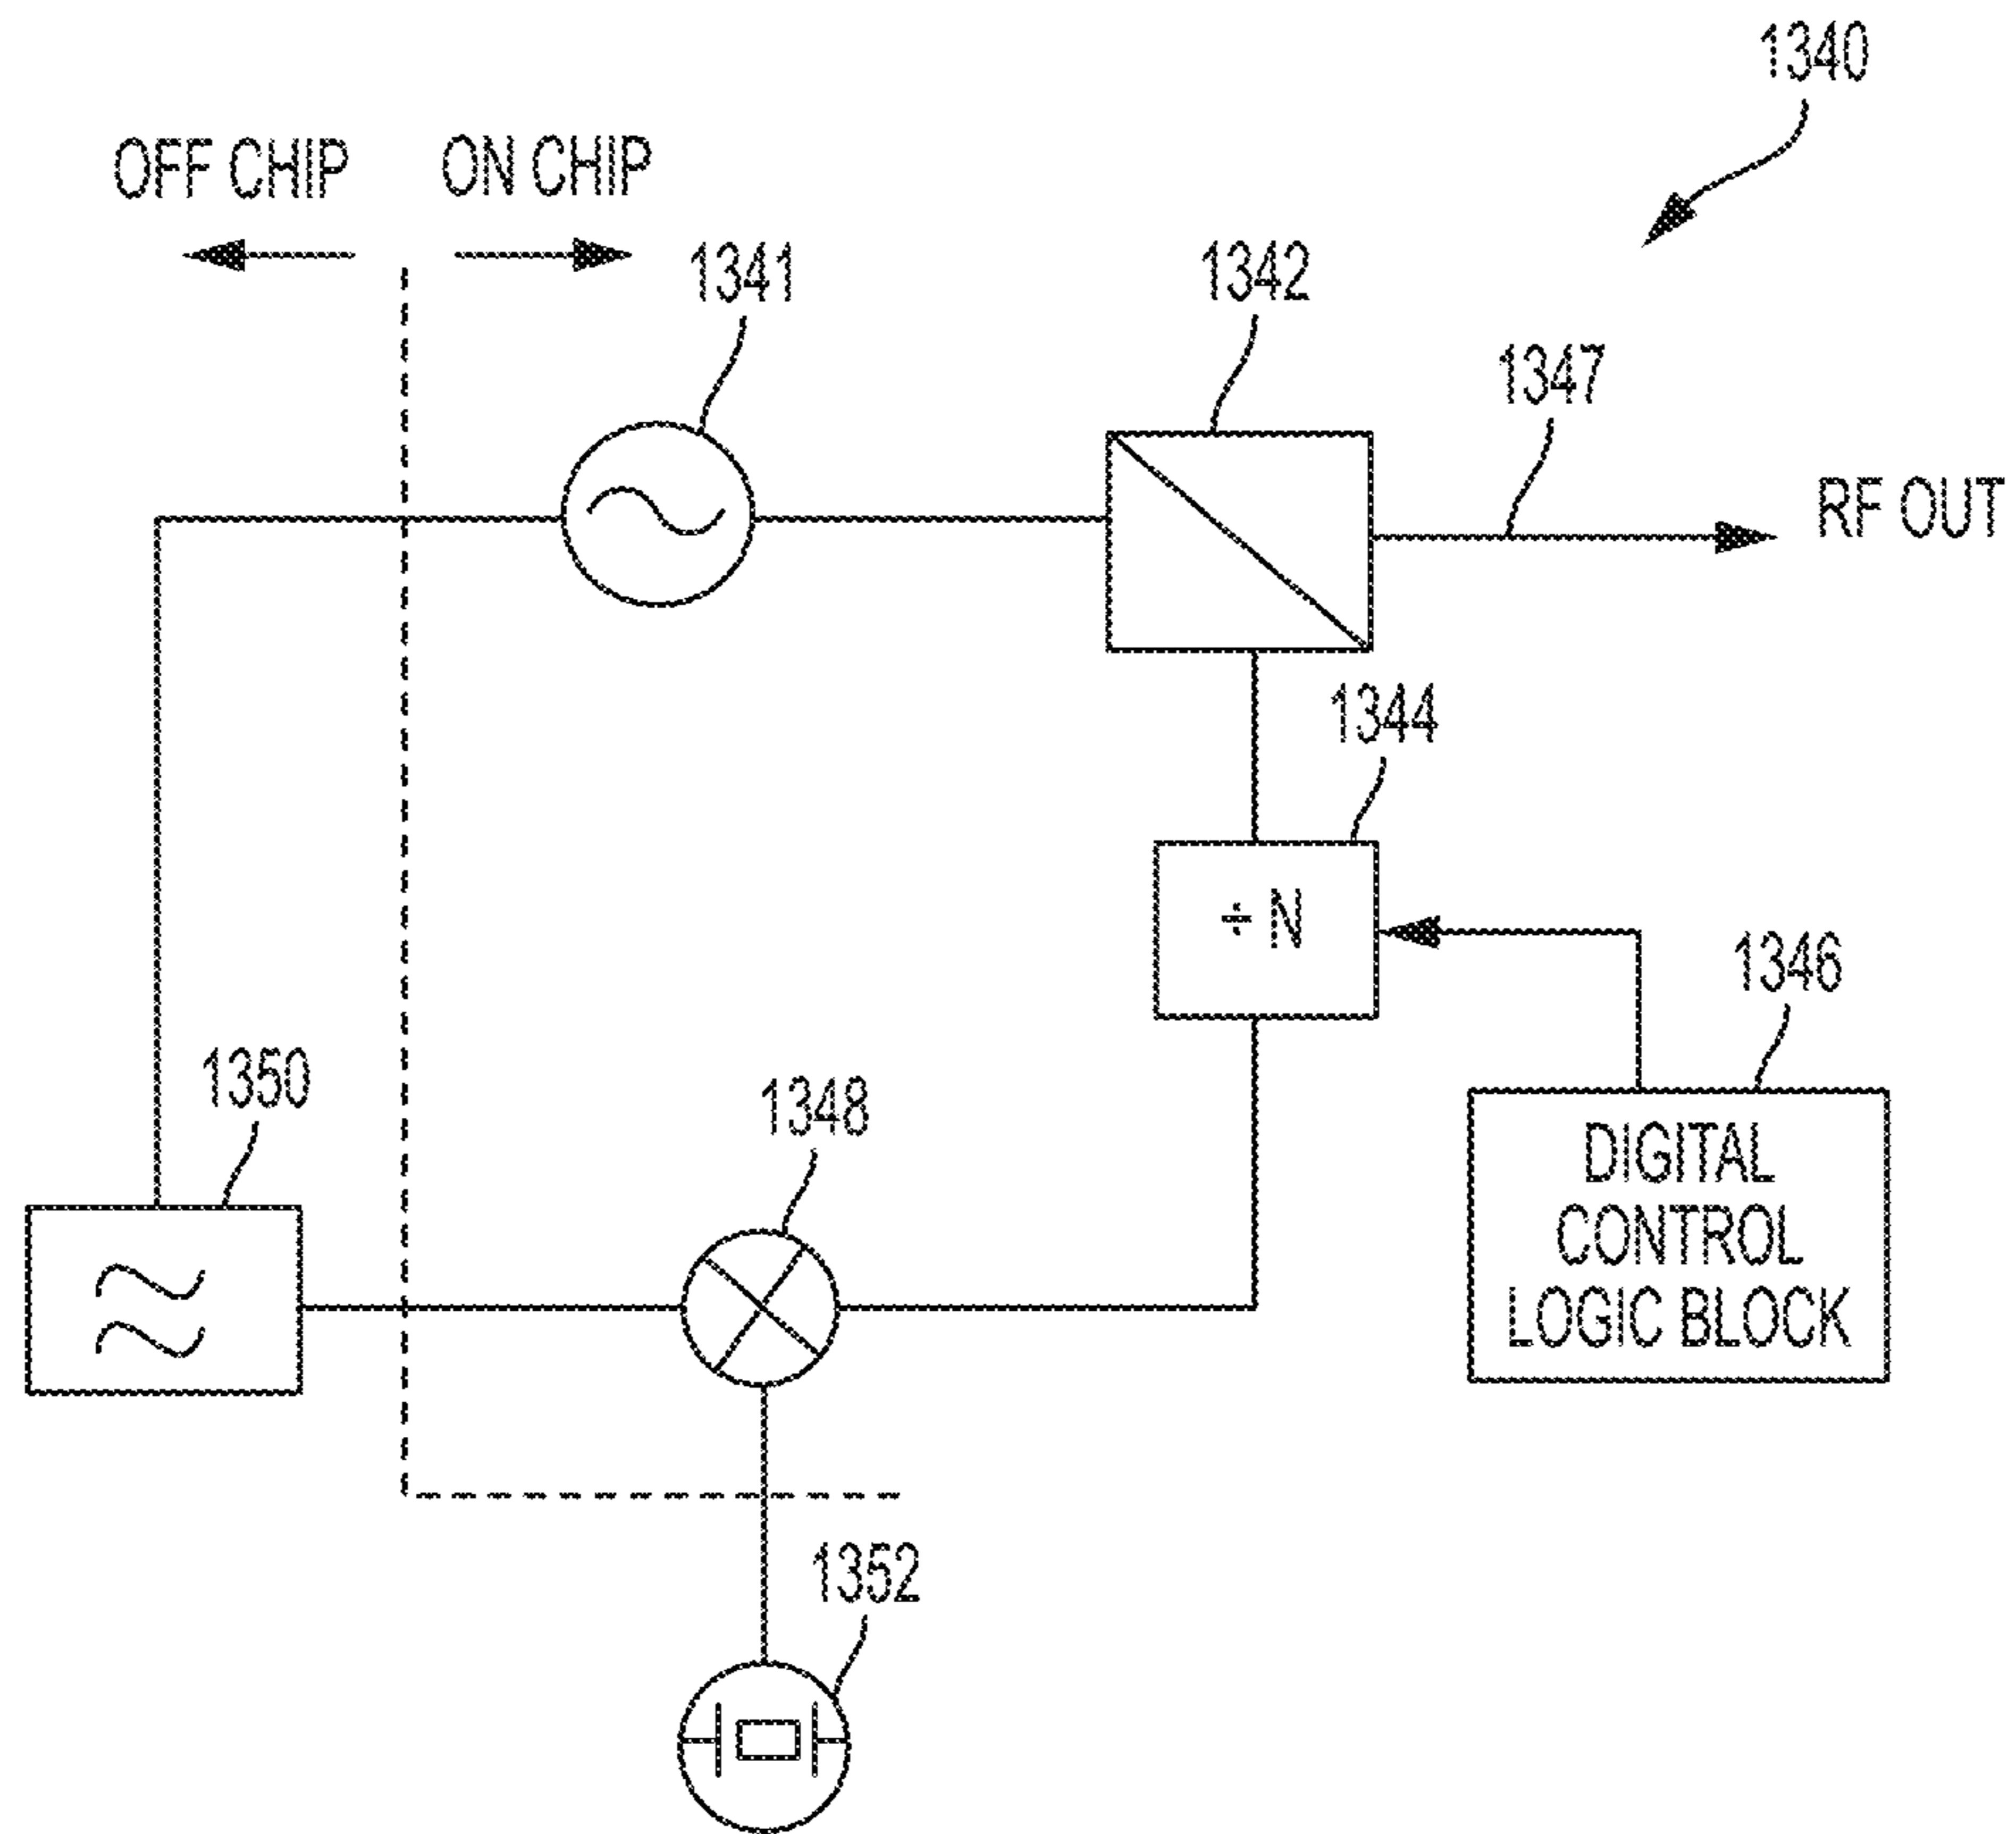 1340
OFF CHIP
ON CHIP
1341
1342
1347
RF OUT
1344
÷ N
1346
1350
1348
DIGITAL
CONTROL
LOGIC BLOCK
1352